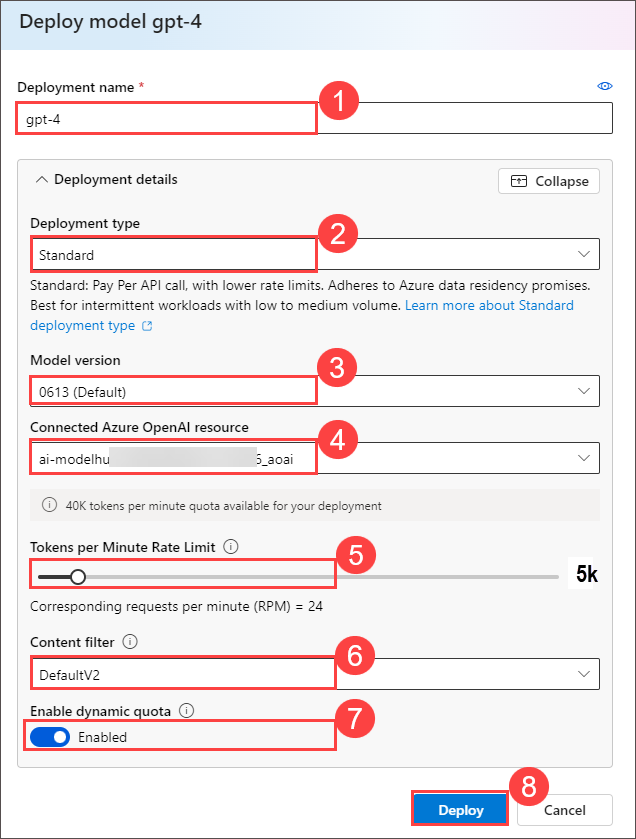 Deploy model gpt-4
Deployment name *
1
gpt-4
Deployment details
Collapse
Deployment type
2
Standard
Standard: Pay Per API call, with lower rate limits. Adheres to Azure data residency promises.
Best for intermittent workloads with low to medium volume. Learn more about Standard
deployment type
Model version
3
0613 (Default)
Connected Azure OpenAI resource
4
ai-modelhu 6_aoai
40K tokens per minute quota available for your deployment
Tokens per Minute Rate Limit
5
5k
Corresponding requests per minute (RPM) = 24
Content filter
6
DefaultV2
Enable dynamic quota
7
Enabled
8
Deploy
Cancel